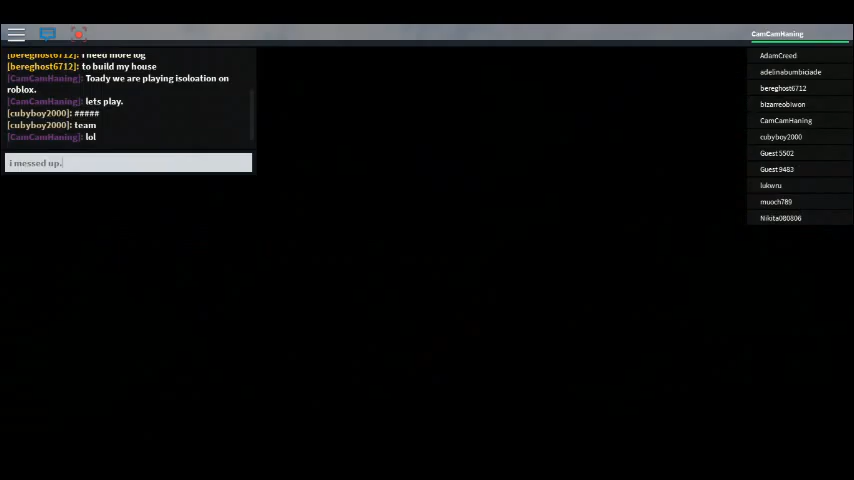 CamCamHaning
[bereghost6712]: i need more log
[bereghost6712]: to build my house
[CamCamHaning]: Toady we are playing isoloation on
roblox.
[CamCamHaning]: lets play.
[cubyboy2000]: #####
[cubyboy2000]: team
[CamCamHaning]: lol
i messed up.
AdamCreed
adelinabumbiciade
bereghost6712
bizarreobiwon
CamCamHaning
cubyboy2000
Guest 5502
Guest 9483
lukwru
muoch789
Nikita080806